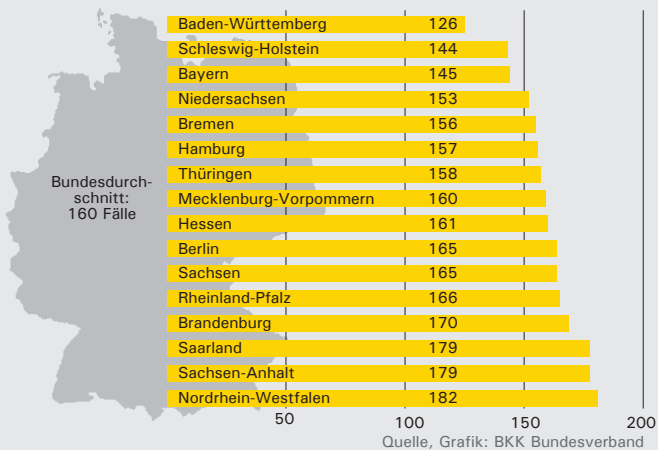 Baden-Württemberg 126
Schleswig-Holstein 144
Bayern 145
Niedersachsen 153
Bremen 156
Hamburg 157
Thüringen 158
Bundesdurch-
schnitt:
160 Fälle
Mecklenburg-Vorpommern 160
Hessen 161
Berlin 165
Sachsen 165
Rheinland-Pfalz 166
Brandenburg 170
Saarland 179
Sachsen-Anhalt 179
Nordrhein-Westfalen 182
50 100 150 200
Quelle, Grafik: BKK Bundesverband